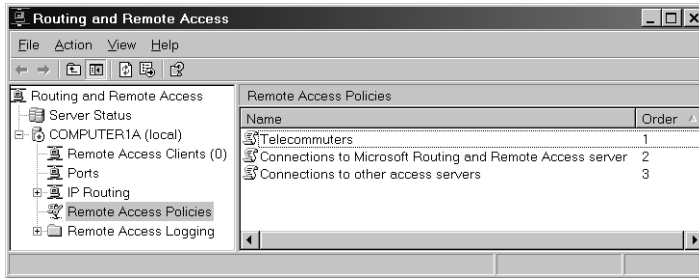 Routing and Remote Access
File Action View Help
Routing and Remote Access
Server Status
COMPUTER1A (local)
Remote Access Clients (0)
Ports
IP Routing
Remote Access Policies
Remote Access Logging
Remote Access Policies
Name Order
Telecommuters 1
Connections to Microsoft Routing and Remote Access server 2
Connections to other access servers 3